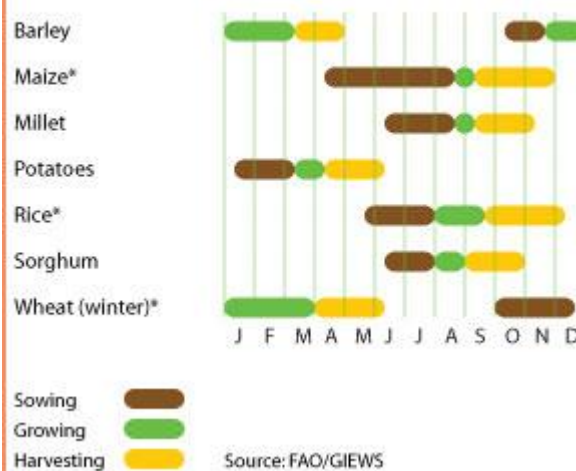 Barley
Maize*
Millet
Potatoes
Rice*
Sorghum
Wheat (winter)*
J F M A M J J A S O N D
Sowing
Growing
Harvesting
Source: FAO/GIEWS